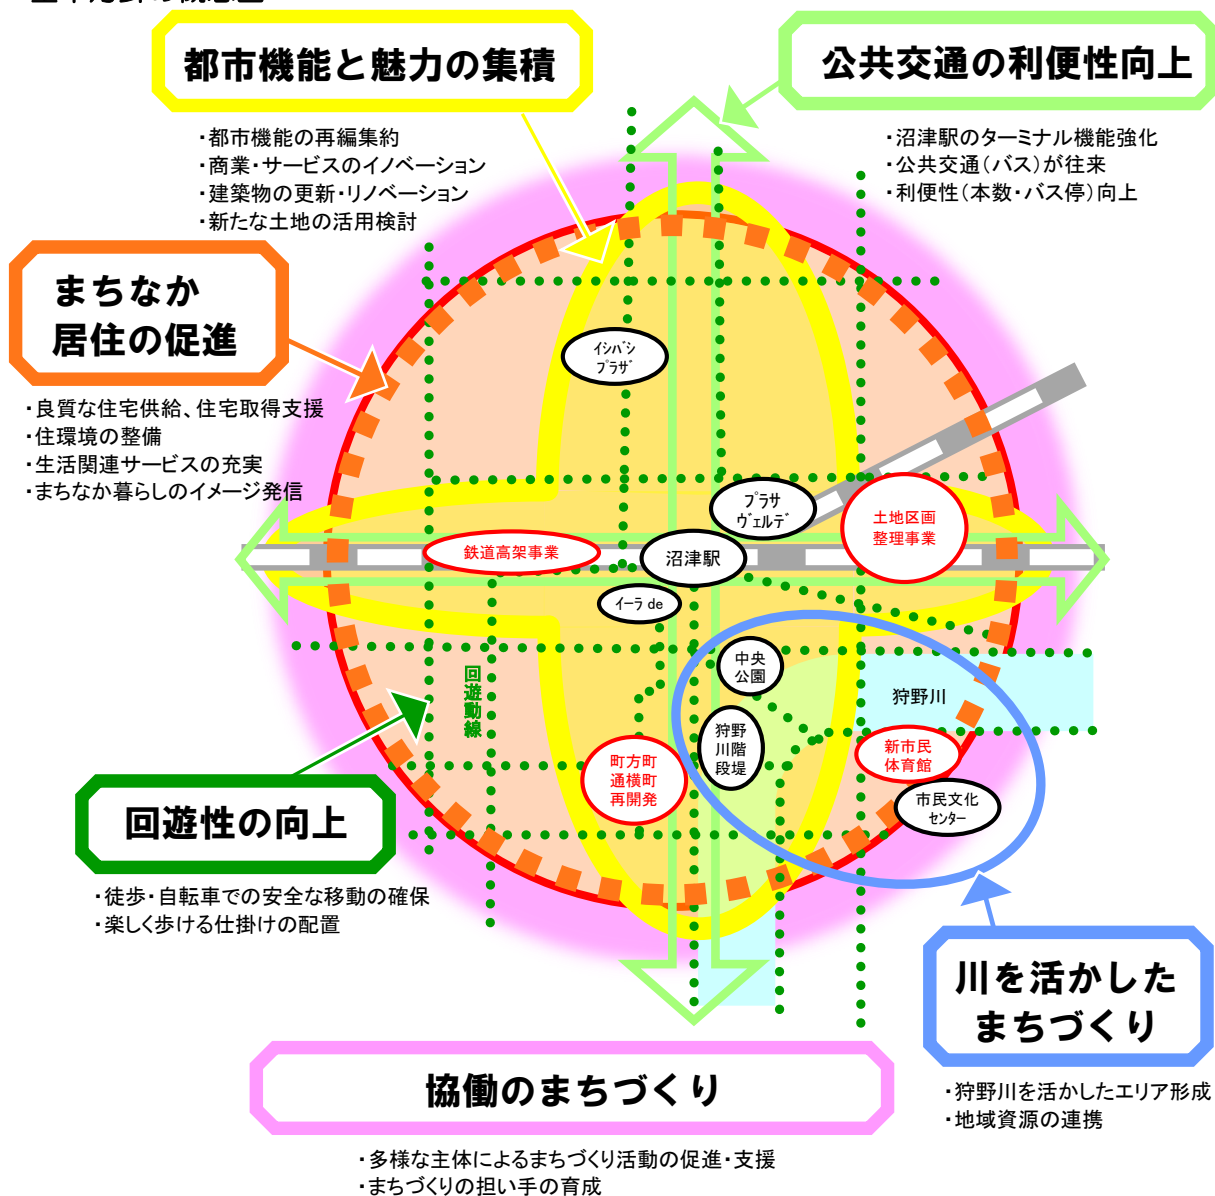 都市機能と魅力の集積
・都市機能の再編集約
・商業・サービスのイノベーション
・建築物の更新・リノベーション
・新たな土地の活用検討
公共交通の利便性向上
・沼津駅のターミナル機能強化
・公共交通（バス）が往来
・利便性（本数・バス停）向上
まちなか
居住の促進
・良質な住宅供給、住宅取得支援
・住環境の整備
・生活関連サービスの充実
・まちなか暮らしのイメージ発信
ｲｼﾊﾞｼ
ﾌﾟﾗｻﾞ
ﾌﾟﾗｻ
ｳﾞｪﾙﾃﾞ
土地区画
整理事業
鉄道高架事業
沼津駅
ｲｰﾗ de
中央
公園
回遊動線
狩野川
狩野
川階
段堤
新市民
体育館
町方町
通横町
再開発
市民文化
ｾﾝﾀｰ
回遊性の向上
・徒歩・自転車での安全な移動の確保
・楽しく歩ける仕掛けの配置
川を活かした
まちづくり
・狩野川を活かしたエリア形成
・地域資源の連携
協働のまちづくり
・多様な主体によるまちづくり活動の促進・支援
・まちづくりの担い手の育成